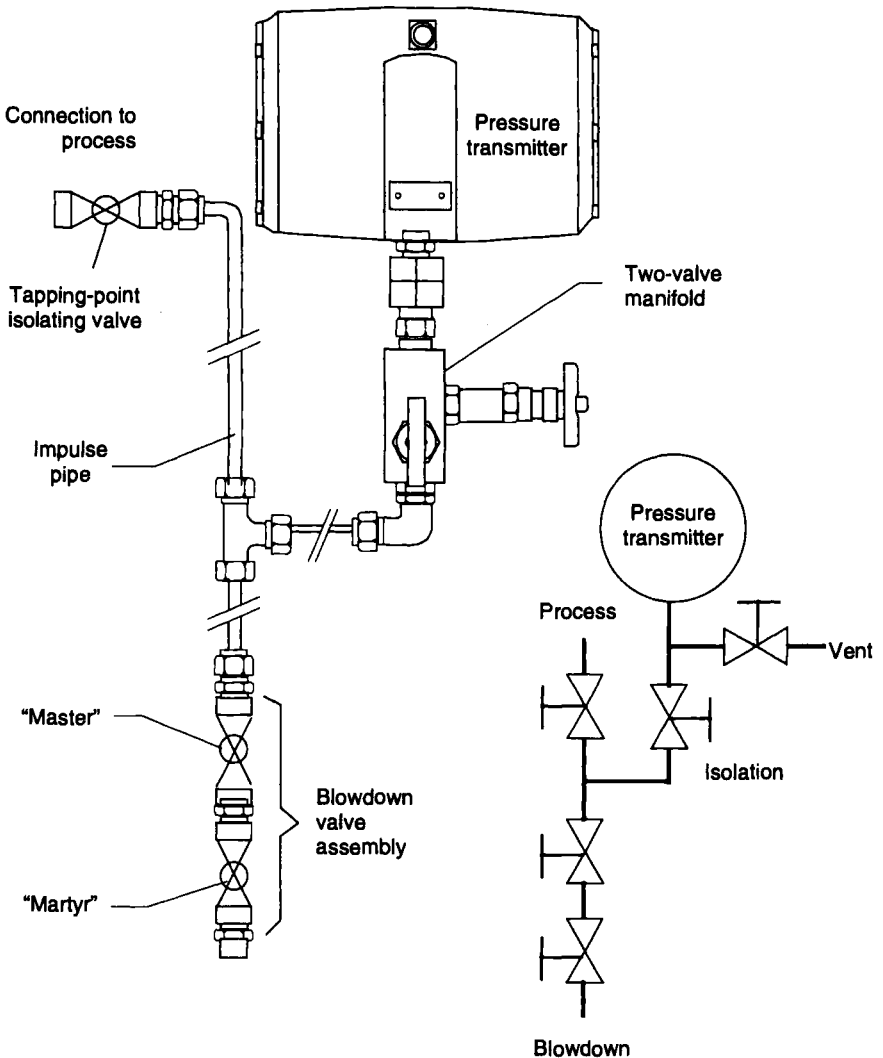 Connection to
process
Pressure
transmitter
Tapping-point
isolating valve
Two-valve
manifold
Impulse
pipe
Pressure
transmitter
Process
Vent
"Master"
Isolation
Blowdown
valve
assembly
"Martyr"
Blowdown